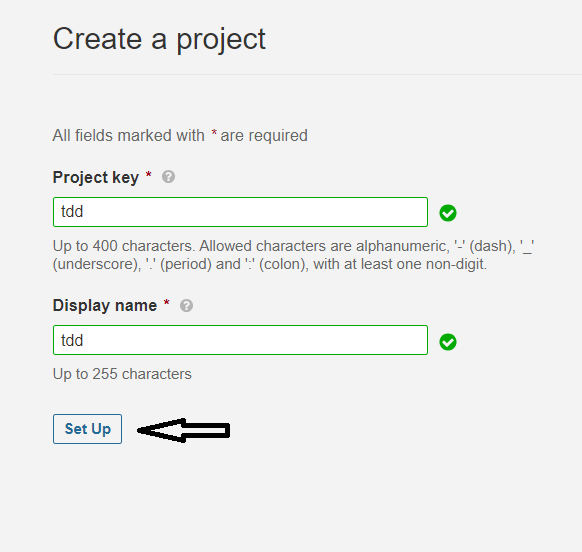 Create a project
All fields marked with * are required
Project key * ?
tdd
Up to 400 characters. Allowed characters are alphanumeric, '-' (dash), '_'
(underscore), '.' (period) and ':' (colon), with at least one non-digit.
Display name * ?
tdd
Up to 255 characters
Set Up